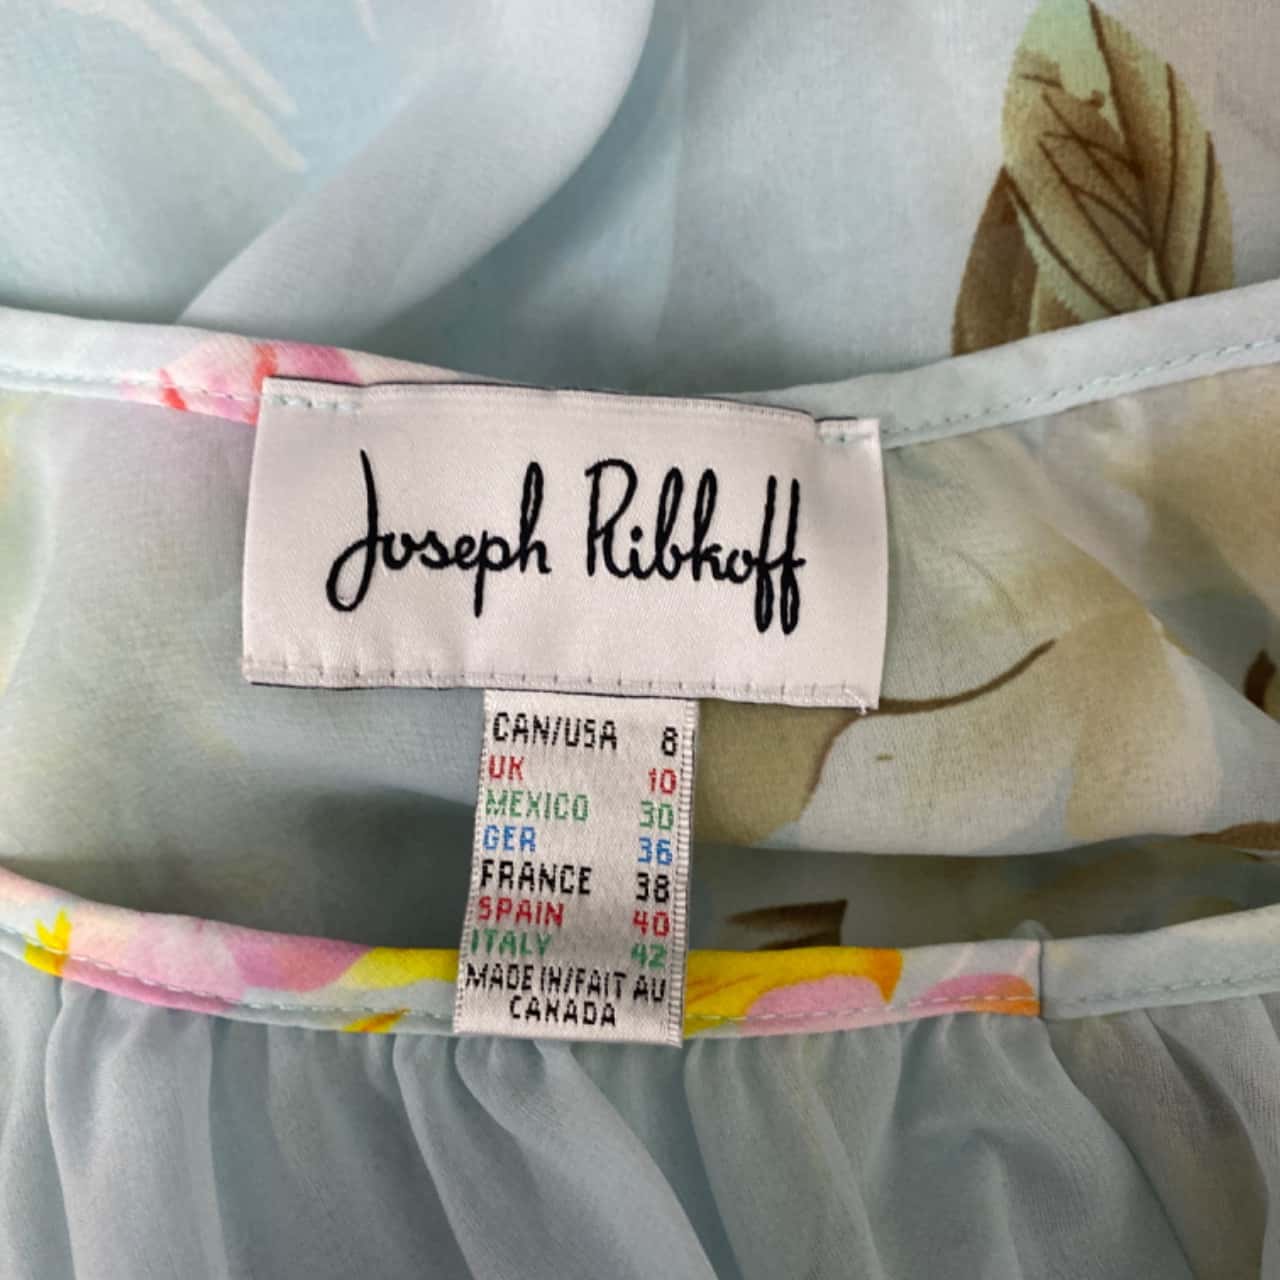 Joseph Ribkoff
CAN/USA 8
UK 10
MEXICO 30
GER 36
FRANCE 38
SPAIN 40
ITALY 42
MADE IN/FAIT AU
CANADA